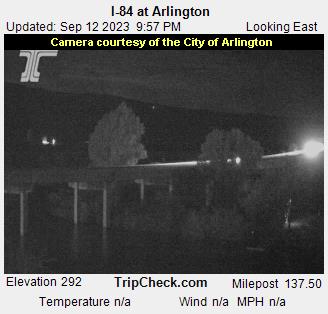 I-84 at Arlington
Updated: Sep 12 2023 9:57 PM Looking East
Camera courtesy of the City of Arlington
Elevation 292 TripCheck.com Milepost 137.50
Temperature n/a Wind n/a MPH n/a